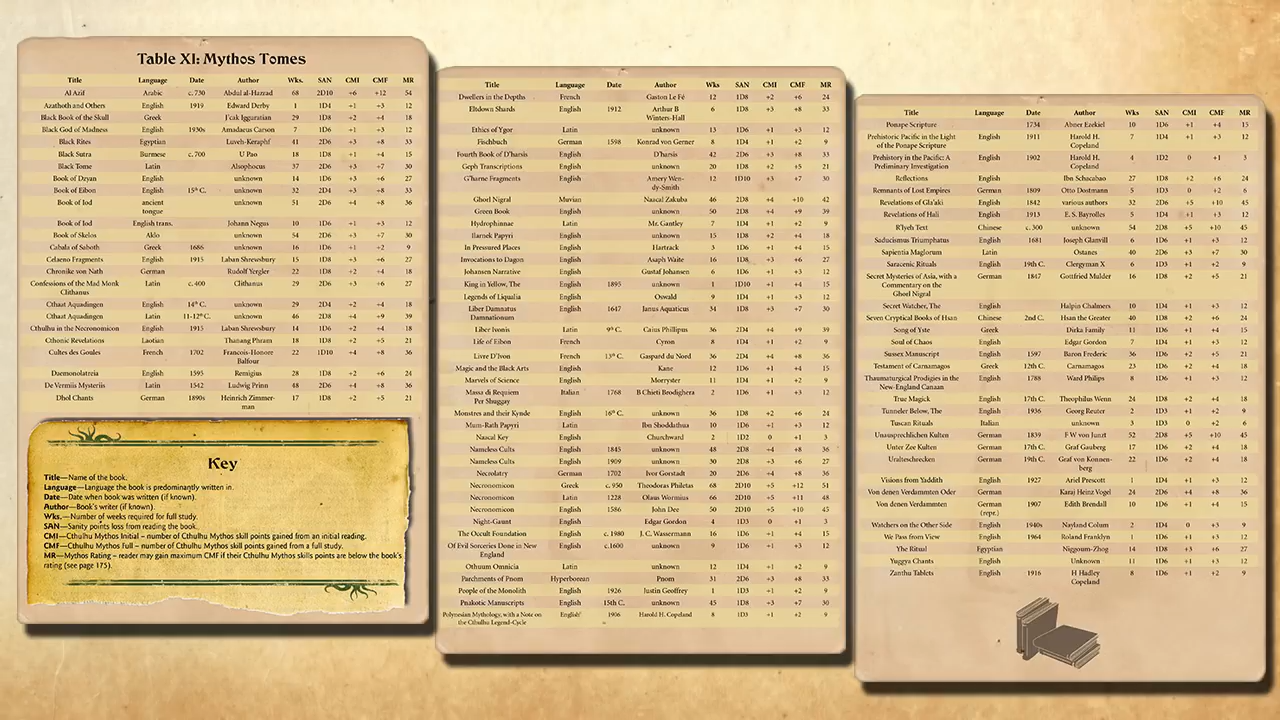 Table XI: Mythos Tomes
Title Language Date Author Wks. SAN CMI CMF MR
Al Azif Arabic c.730 Abdul al-Hazrad 68 2D10 +6 +12 54
Azathoth and Others English 1919 Edward Derby 1 1D4 +1 +3 12
Black Book of the Skull Greek J'cak Igguratian 29 1D8 +2 +4 18
Black God of Madness English 1930s Amadaeus Carson 7 1D6 +1 +3 12
Black Rites Egyptian Luveh-Keraphf 41 2D6 +3 +8 33
Black Sutra Burmese c.700 U Pao 18 1D8 +1 +4 15
Black Tome Latin Alsophocus 37 2D6 +3 +7 30
Book of Dzyan English unknown 14 1D6 +3 +6 27
Book of Eibon English 15th C. unknown 32 2D4 +3 +8 33
Book of Iod ancient unknown 51 2D6 +4 +8 36
tongue
Book of Iod English trans. Johann Negus 10 1D6 +1 +3 12
Book of Skelos Aklo unknown 54 2D6 +3 +7 30
Cabala of Saboth Greek 1686 unknown 16 1D6 +1 +2 9
Celaeno Fragments English 1915 Laban Shrewsbury 15 1D8 +3 +6 27
Chronike von Nath German Rudolf Yergler 22 1D8 +2 +4 18
Confessions of the Mad Monk Latin c.400 Clithanus 29 2D6 +3 +6 27
Clithanus
Cthaat Aquadingen English 14th C. unknown 29 2D4 +2 +4 18
Cthaat Aquadingen Latin 11-12th C. unknown 46 2D8 +4 +9 39
Cthulhu in the Necronomicon English 1915 Laban Shrewsbury 14 1D6 +2 +4 18
Cthonic Revelations Laotian Thanang Phram 18 1D8 +2 +5 21
Cultes des Goules French 1702 Francois-Honore 22 1D10 +4 +8 36
Balfour
Daemonolatreia English 1595 Remigius 28 1D8 +2 +6 24
De Vermiis Mysteriis Latin 1542 Ludwig Prinn 48 2D6 +4 +8 36
Dhol Chants German 1890s Heinrich Zimmer- 17 1D8 +2 +5 21
man
Key
Title—Name of the book.
Language—Language the book is predominantly written in.
Date—Date when book was written (if known).
Author—Book's writer (if known).
Wks.—Number of weeks required for full study.
SAN—Sanity points loss from reading the book.
CMI—Cthulhu Mythos Initial – number of Cthulhu Mythos skill points gained from an initial reading.
CMF—Cthulhu Mythos Full – number of Cthulhu Mythos skill points gained from a full study.
MR—Mythos Rating – reader may gain maximum CMF if their Cthulhu Mythos skills points are below the book's
rating (see page 175).
Title Language Date Author Wks SAN CMI CMF MR
Dwellers in the Depths French Gaston Le Fé 12 1D8 +2 +6 24
Eltdown Shards English 1912 Arthur B 6 1D8 +3 +8 33
Winters-Hall
Ethics of Ygor Latin unknown 13 1D6 +1 +3 12
Fischbuch German 1598 Konrad von Gerner 8 1D4 +1 +2 9
Fourth Book of D'harsis English D'harsis 42 2D6 +3 +8 33
Geph Transcriptions English unknown 20 1D8 +2 +5 21
G'harne Fragments English Amery Wen- 12 1D10 +3 +7 30
dy-Smith
Ghorl Nigral Muvian Naacal Zakuba 46 2D8 +4 +10 42
Green Book English unknown 50 2D8 +4 +9 39
Hydrophinnae Latin Mr. Gantley 7 1D4 +1 +2 9
Ilarnek Papyri English unknown 15 1D8 +2 +4 18
In Pressured Places English Hartrack 3 1D6 +1 +4 15
Invocations to Dagon English Asaph Waite 16 1D8 +3 +6 27
Johansen Narrative English Gustaf Johansen 6 1D6 +1 +3 12
King in Yellow, The English 1895 unknown 1 1D10 +1 +4 15
Legends of Liqualia English Oswald 9 1D4 +1 +3 12
Liber Damnatus English 1647 Janus Aquaticus 34 1D8 +3 +7 30
Damnationum
Liber Ivonis Latin 9th C. Caius Phillipus 36 2D4 +4 +9 39
Life of Eibon French Cyron 8 1D4 +1 +2 9
Livre D'Ivon French 13th C. Gaspard du Nord 36 2D4 +4 +8 36
Magic and the Black Arts English Kane 12 1D6 +1 +4 15
Marvels of Science English Morryster 11 1D4 +1 +2 9
Massa di Requiem Italian 1768 B Chieti Brodighera 2 1D6 +1 +3 12
Per Shuggay
Monstres and their Kynde English 16th C. unknown 36 1D8 +2 +6 24
Mum-Rath Papyri Latin Ibn Shoddathua 10 1D6 +1 +3 12
Naacal Key English Churchward 2 1D2 +1 +1 3
Nameless Cults English 1845 unknown 48 2D8 +4 +8 36
Nameless Cults English 1909 unknown 30 2D8 +3 +6 27
Necrolatry German 1702 Ivor Gorstadt 20 2D6 +4 +8 36
Necronomicon Greek c. 950 Theodoras Philetas 68 2D10 +5 +12 51
Necronomicon Latin 1228 Olaus Wormius 66 2D10 +5 +11 48
Necronomicon English 1586 John Dee 50 2D10 +5 +10 45
Night-Gaunt English Edgar Gordon 4 1D3 0 +1 3
The Occult Foundation English c. 1980 J. C. Wassermann 16 1D6 +1 +4 15
Of Evil Sorceries Done in New English c.1600 unknown 9 1D6 +1 +3 12
England
Othuum Omnicia Latin unknown 12 1D4 +1 +2 9
Parchments of Pnom Hyperborean Pnom 31 2D6 +3 +8 33
People of the Monolith English 1926 Justin Geoffrey 1 1D3 +1 +2 9
Pnakotic Manuscripts English 15th C. unknown 45 1D8 +3 +7 30
Polynesian Mythology, with a Note on English 1906 Harold H. Copeland 8 1D3 +1 +2 9
the Cthulhu Legend-Cycle
Title Language Date Author Wks SAN CMI CMF MR
Ponape Scripture 1734 Abner Ezekiel 10 1D6 +1 +4 15
Prehistoric Pacific in the Light English 1911 Harold H. 7 1D4 +1 +3 12
of the Ponape Scripture Copeland
Prehistory in the Pacific: A English 1902 Harold H. 4 1D2 0 +1 3
Preliminary Investigation Copeland
Reflections English Ibn Schacabao 27 1D8 +2 +6 24
Remnants of Lost Empires German 1809 Otto Dostmann 5 1D3 0 +2 6
Revelations of Gla'aki English 1842 various authors 32 2D6 +5 +10 45
Revelations of Hali English 1913 E. S. Bayrolles 5 1D4 +1 +3 12
R'lyeh Text Chinese c. 300 unknown 54 2D8 +5 +10 45
Saducismus Triumphatus English 1681 Joseph Glanvill 6 1D6 +1 +3 12
Sapientia Maglorum Latin Ostanes 40 2D6 +3 +7 30
Saracenic Rituals English 19th C. Clergyman X 6 1D3 +1 +2 9
Secret Mysteries of Asia, with a German 1847 Gottfried Mulder 16 1D8 +2 +5 21
Commentary on the
Ghorl Nigral
Secret Watcher, The English Halpin Chalmers 10 1D4 +1 +3 12
Seven Cryptical Books of Hsan Chinese 2nd C. Hsan the Greater 40 1D8 +3 +6 24
Song of Yste Greek Dirka Family 11 1D6 +1 +4 15
Soul of Chaos English Edgar Gordon 7 1D4 +1 +3 12
Sussex Manuscript English 1597 Baron Frederic 36 1D6 +2 +5 21
Testament of Carnamagos Greek 12th C. Carnamagos 23 1D6 +2 +4 18
Thaumaturgical Prodigies in the English 1788 Ward Philips 8 1D6 +1 +3 12
New-England Canaan
True Magick English 17th C. Theophilus Wenn 24 1D8 +2 +4 18
Tunneler Below, The English 1936 Georg Reuter 2 1D3 +1 +2 9
Tuscan Rituals Italian unknown 3 1D3 0 +2 6
Unaussprechlichen Kulten German 1839 F W von Junzt 52 2D8 +5 +10 45
Unter Zee Kulten German 17th C. Graf Gauberg 17 1D6 +2 +4 18
Uralteschrecken German 19th C. Graf von Konnen- 22 1D6 +2 +4 18
berg
Visions from Yaddith English 1927 Ariel Prescott 1 1D4 +1 +3 12
Von denen Verdammten Oder German Karaj Heinz Vogel 24 2D6 +4 +8 36
Von denen Verdammten German 1907 Edith Brendall 10 1D6 +1 +4 15
(repr.)
Watchers on the Other Side English 1940s Nayland Colum 2 1D4 0 +3 9
We Pass from View English 1964 Roland Franklyn 1 1D6 +1 +3 12
Yhe Ritual Egyptian Niggoum-Zhog 14 1D8 +3 +6 27
Yuggya Chants English Unknown 11 1D6 +1 +3 12
Zanthu Tablets English 1916 H Hadley 8 1D6 +1 +2 9
Copeland